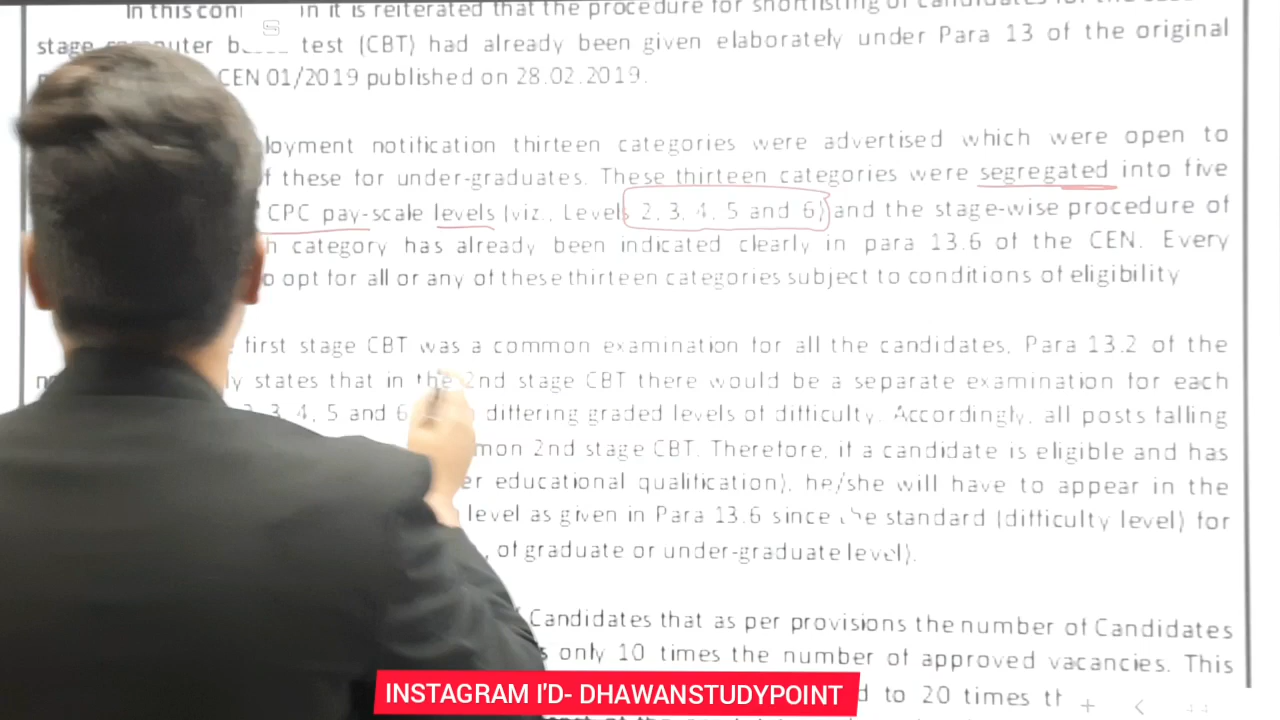 In this in it is reiterated that the procedure for shortlisting of candidates for the
stage test (CBT) had already been given elaborately under Para 13 of the original
CEN 01/2019 published on 28.02.2019.
loyment notification thirteen categories were advertised which were open to
f these for under-graduates. These thirteen categories were segregated into five
CPC pay-scale levels (viz., Levels 2, 3, 4, 5 and 6) and the stage-wise procedure of
h category has already been indicated clearly in para 13.6 of the CEN. Every
o opt for all or any of these thirteen categories subject to conditions of eligibility
first stage CBT was a common examination for all the candidates, Para 13.2 of the
ly states that in the 2nd stage CBT there would be a separate examination for each
3, 4, 5 and 6 differing graded levels of difficulty. Accordingly, all posts falling
mon 2nd stage CBT. Therefore, if a candidate is eligible and has
er educational qualification), he/she will have to appear in the
level as given in Para 13.6 since the standard (difficulty level) for
, of graduate or under-graduate level).
Candidates that as per provisions the number of Candidates
s only 10 times the number of approved vacancies. This
d to 20 times th
INSTAGRAM I'D- DHAWANSTUDYPOINT